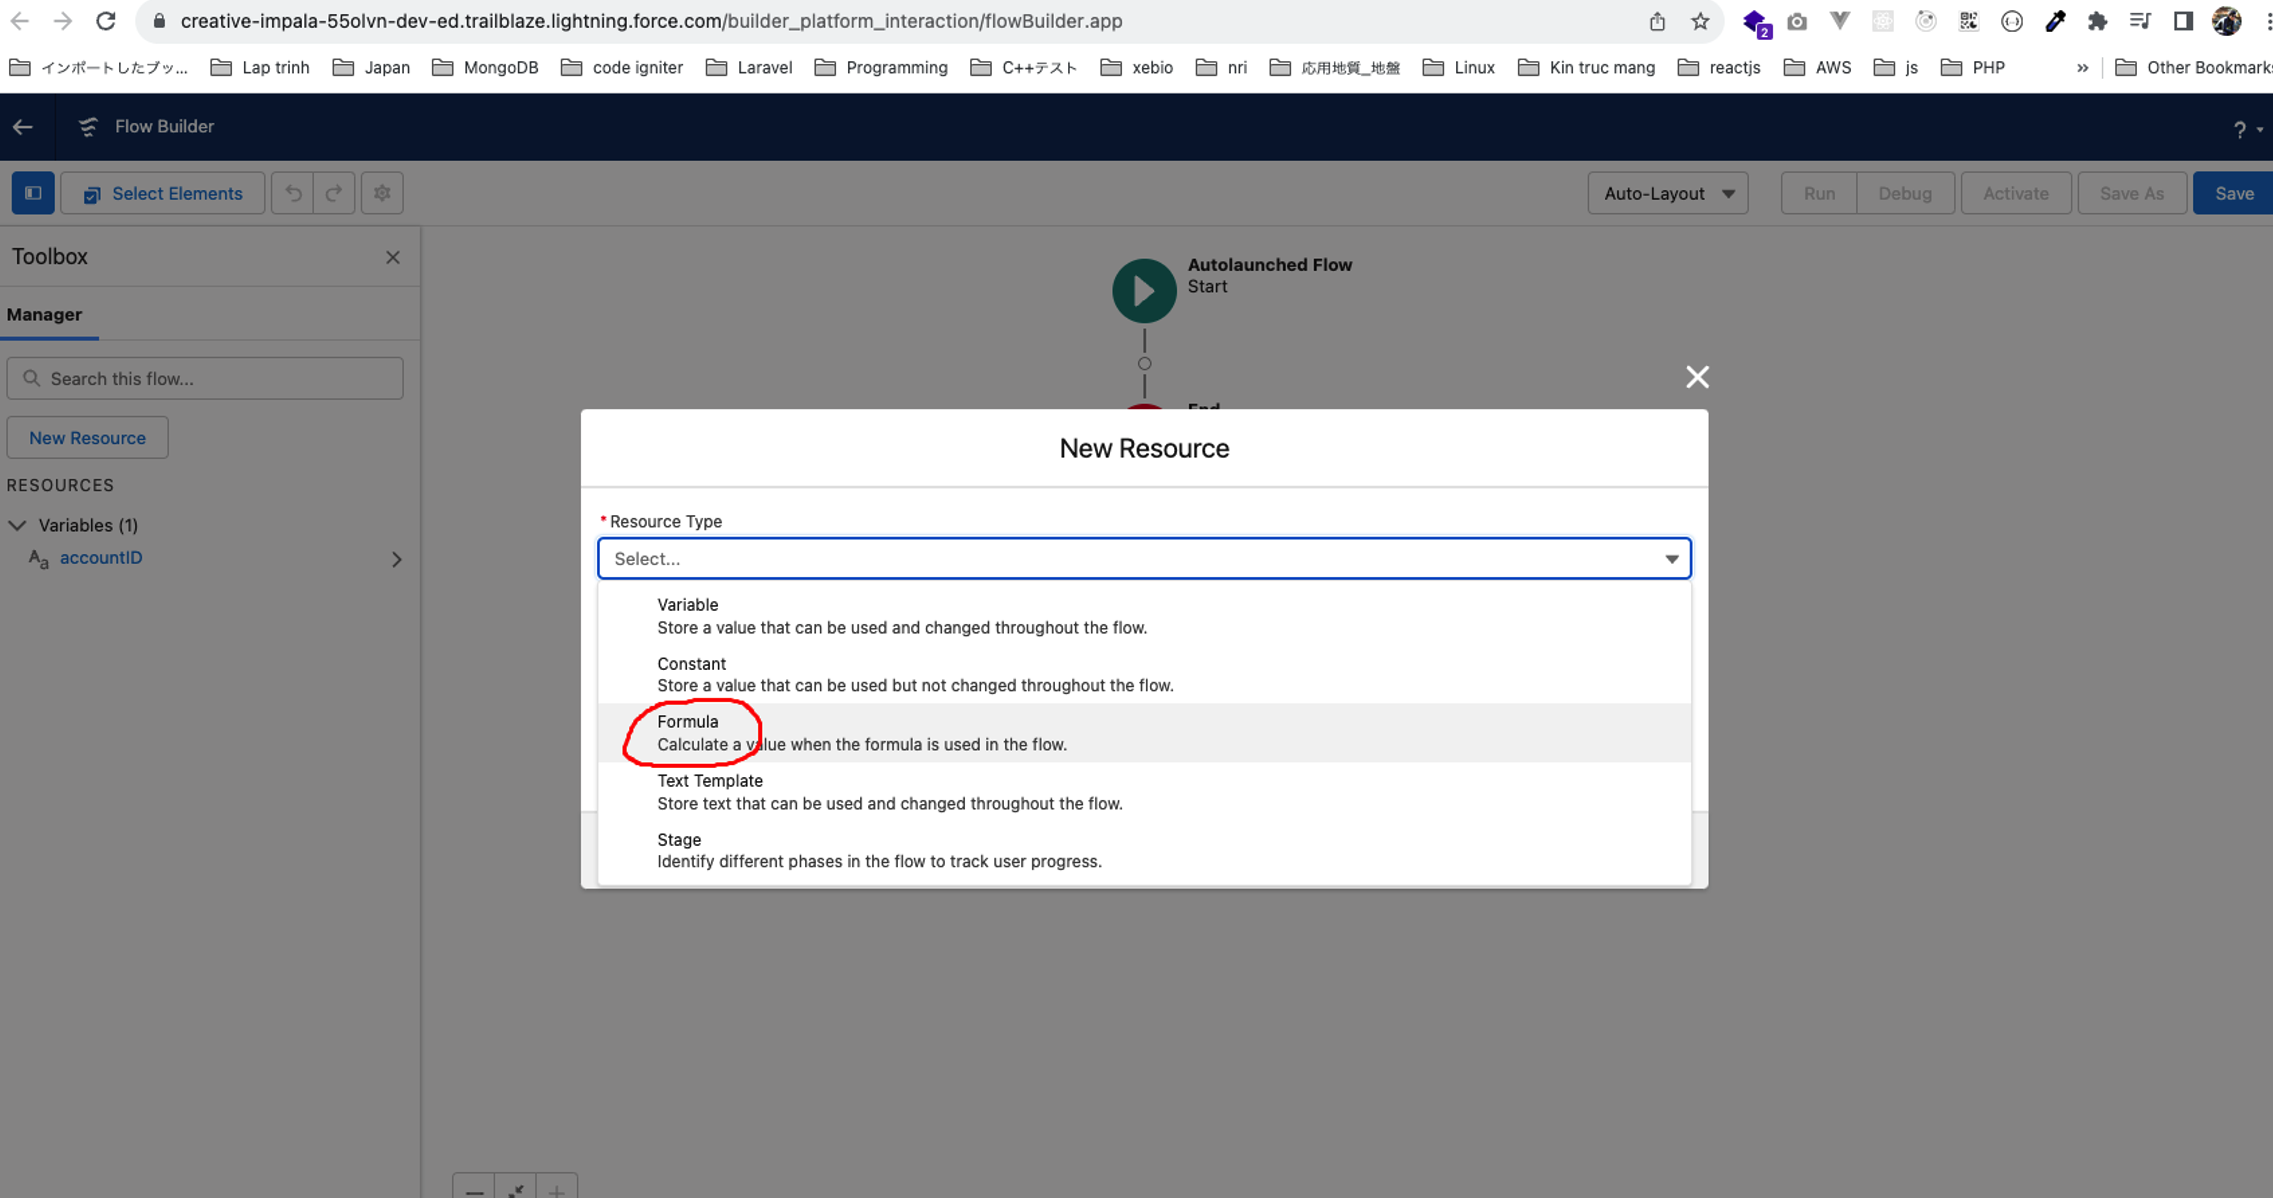 creative-impala-55olvn-dev-ed.trailblaze.lightning.force.com/builder_platform_interaction/flowBuilder.app
2
インポートしたブッ...
Lap trinh
Japan
MongoDB
code igniter
Laravel
Programming
C++テスト
xebio
nri
応用地質_地盤
Linux
Kin truc mang
reactjs
AWS
js
PHP
»
Other Bookmarks
Flow Builder
?
Select Elements
Auto-Layout
Run
Debug
Activate
Save As
Save
Toolbox
Manager
Search this flow...
New Resource
RESOURCES
Variables (1)
Aa accountID
Autolaunched Flow
Start
End
New Resource
* Resource Type
Select...
Variable
Store a value that can be used and changed throughout the flow.
Constant
Store a value that can be used but not changed throughout the flow.
Formula
Calculate a value when the formula is used in the flow.
Text Template
Store text that can be used and changed throughout the flow.
Stage
Identify different phases in the flow to track user progress.